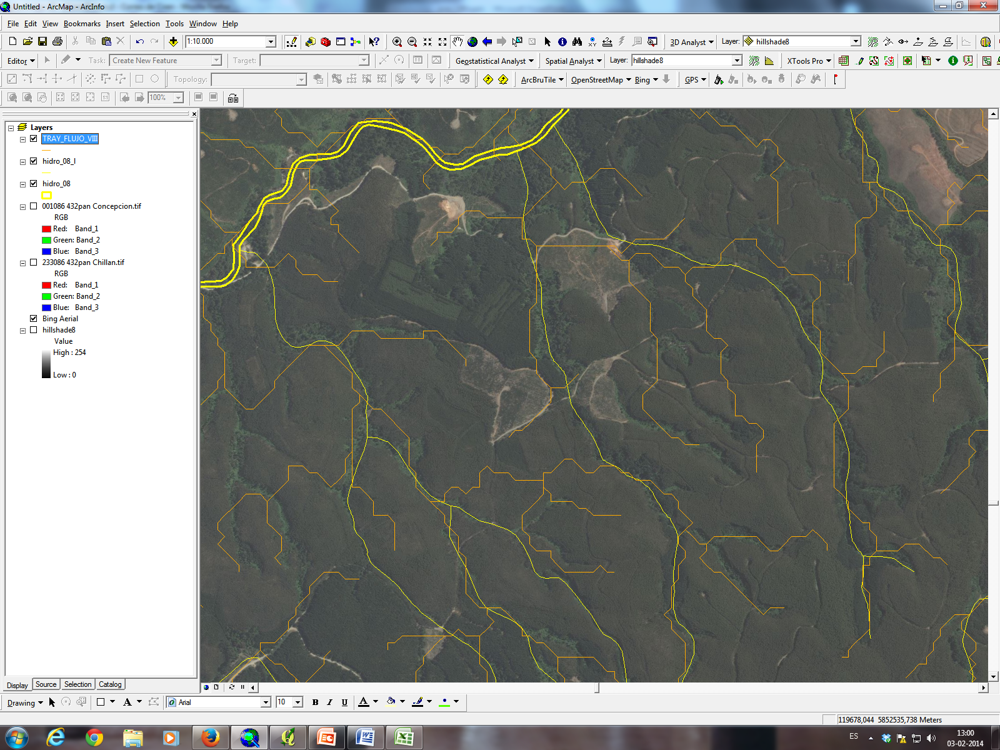 Untitled - ArcMap - ArcInfo
File Edit View Bookmarks Insert Selection Tools Window Help
1:10.000 3D Analyst Layer: hillshade8
Editor Task: Create New Feature Target: Geostatistical Analyst Spatial Analyst Layer: hillshade8 XTools Pro
Topology: ArcBruTile OpenStreetMap Bing GPS
100%
Layers
TRAY_FLUJO_VIII
hidro_08_l
hidro_08
001086 432pan Concepcion.tif
RGB
Red: Band_1
Green: Band_2
Blue: Band_3
233086 432pan Chillan.tif
RGB
Red: Band_1
Green: Band_2
Blue: Band_3
Bing Aerial
hillshade8
Value
High : 254
Low : 0
Display Source Selection Catalog
Drawing A Arial 10 B I U A
119678,044 5852535,738 Meters
ES 13:00
03-02-2014